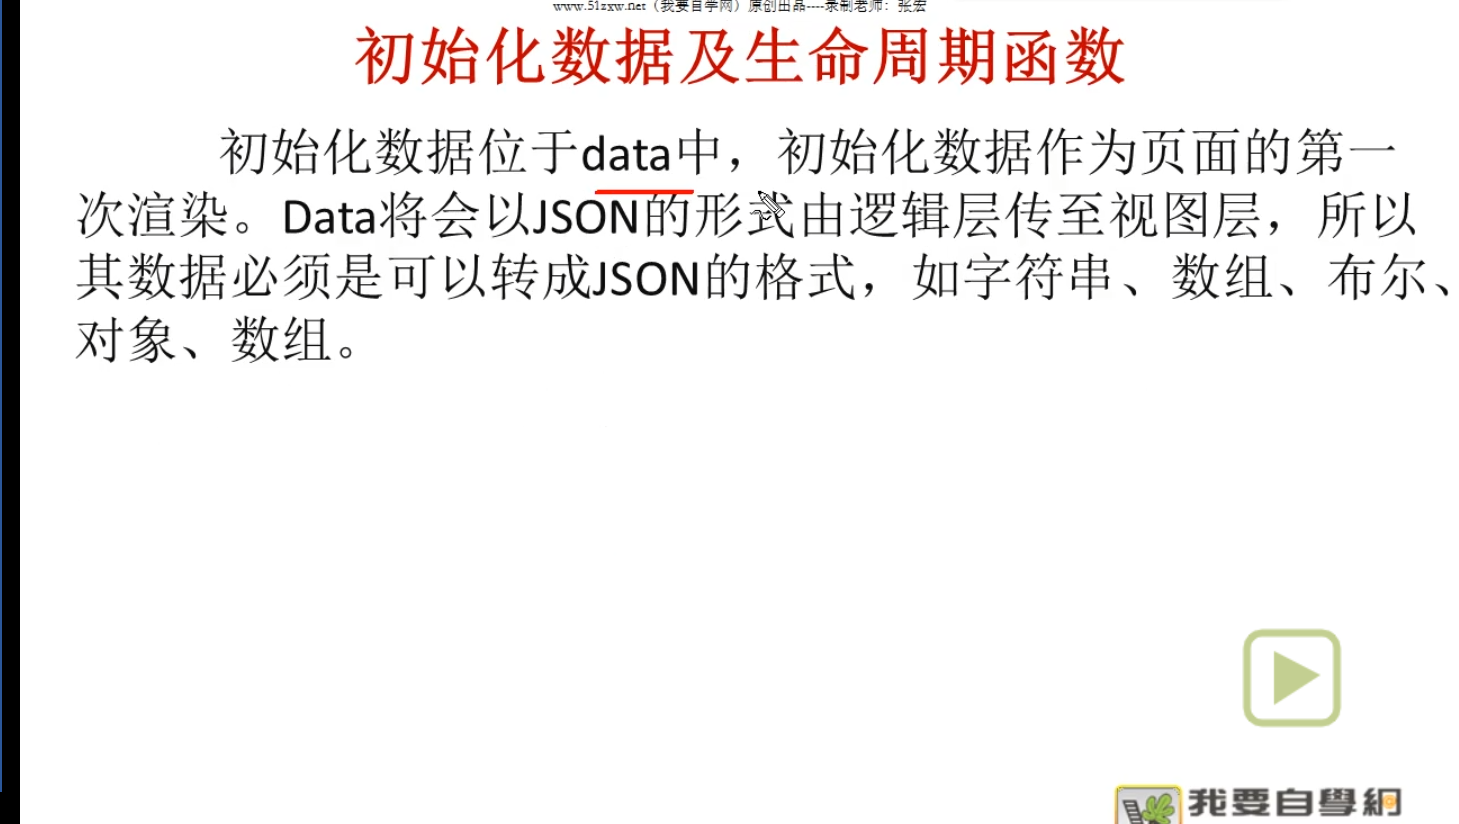 www.51zxw.net（我要自学网）原创出品----录制老师：张宏
初始化数据及生命周期函数
初始化数据位于data中，初始化数据作为页面的第一
次渲染。Data将会以JSON的形式由逻辑层传至视图层，所以
其数据必须是可以转成JSON的格式，如字符串、数组、布尔、
对象、数组。
我要自學網